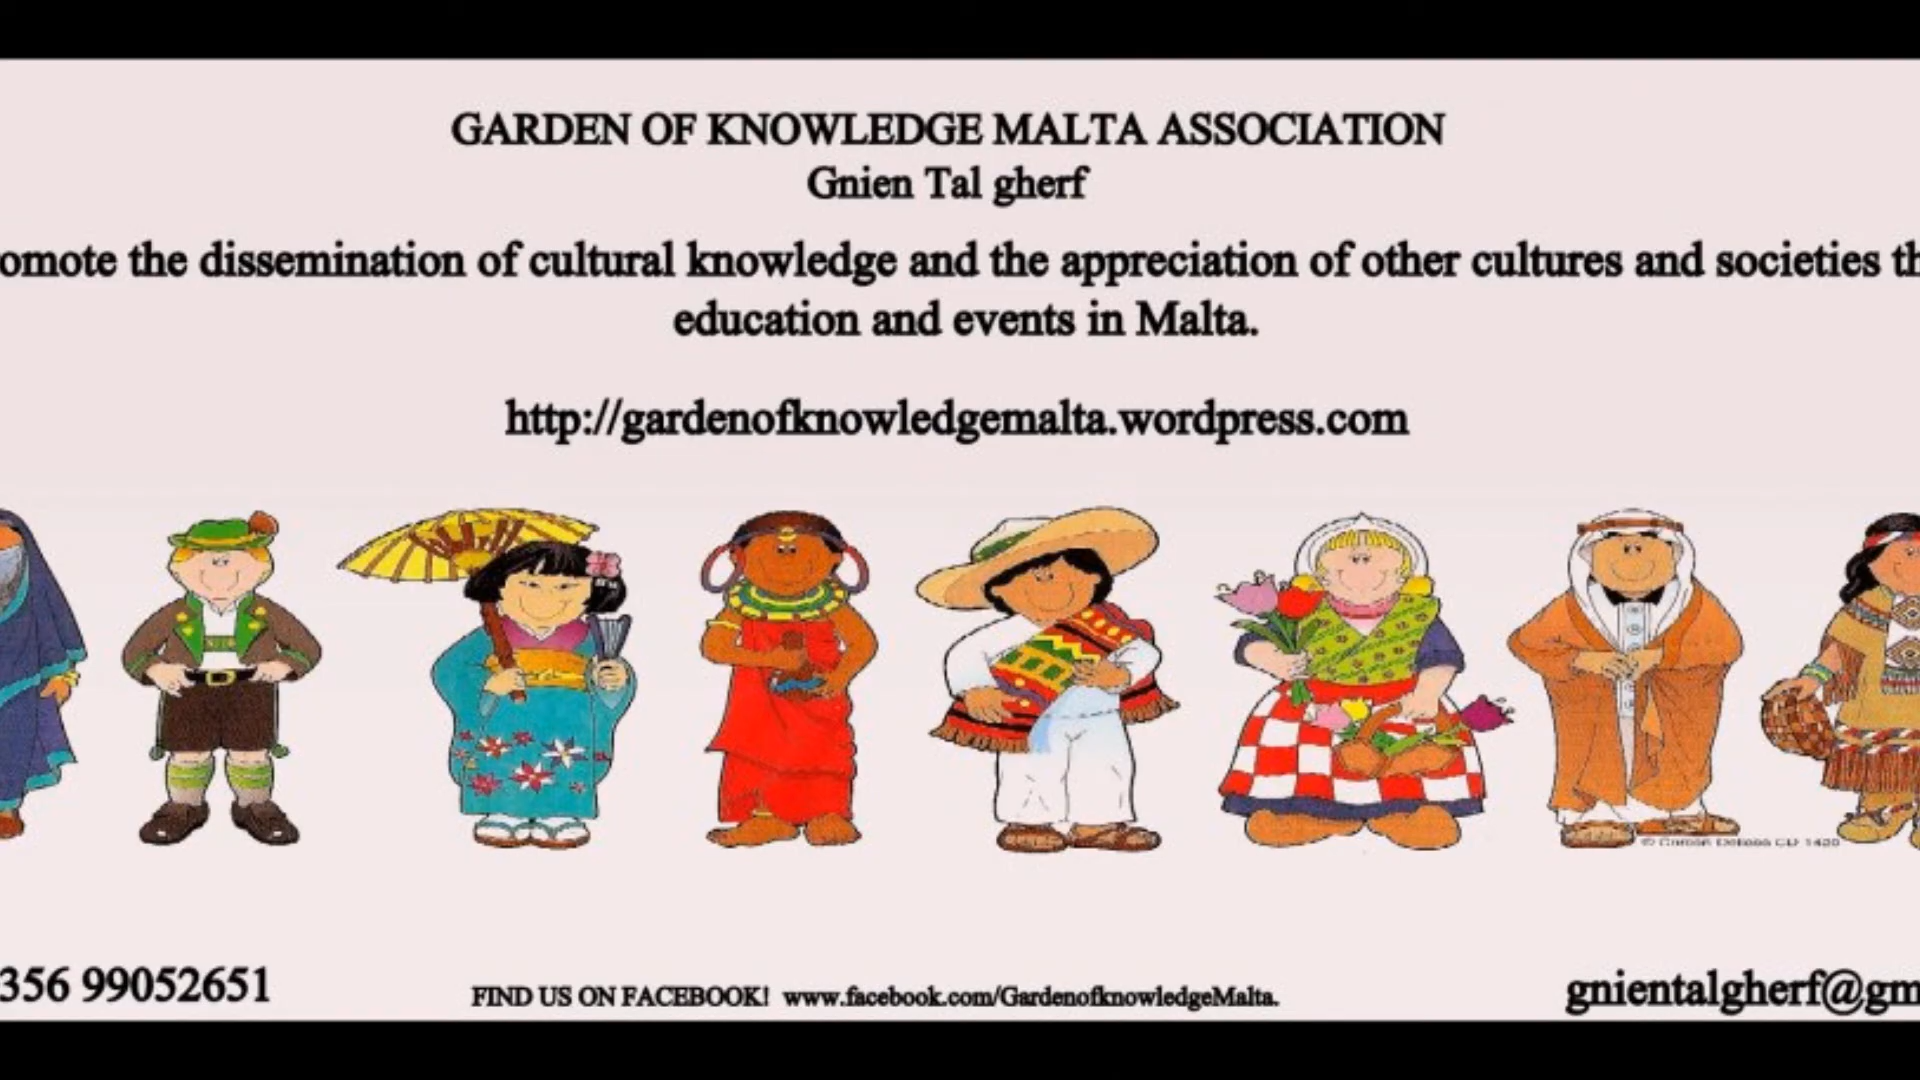 GARDEN OF KNOWLEDGE MALTA ASSOCIATION
Gnien Tal gherf
omote the dissemination of cultural knowledge and the appreciation of other cultures and societies th
education and events in Malta.
http://gardenofknowledgemalta.wordpress.com
356 99052651
FIND US ON FACEBOOK! www.facebook.com/GardenofknowledgeMalta.
gnientalgherf@gm